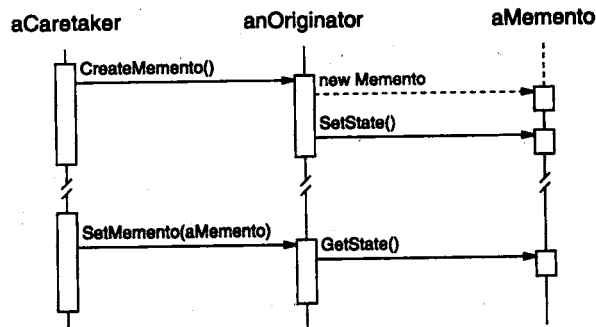 aCaretaker
anOriginator
aMemento
CreateMemento()
new Memento
SetState()
SetMemento(aMemento)
GetState()